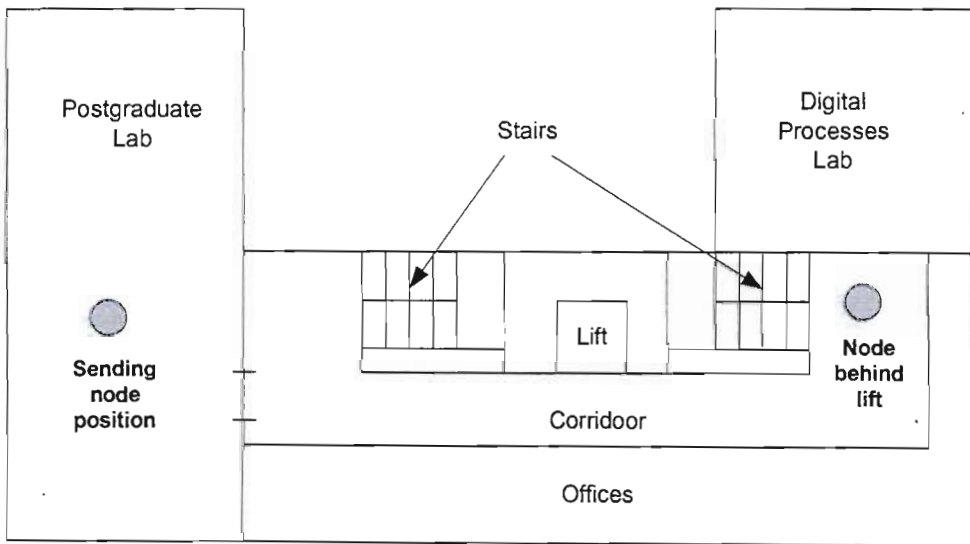 Postgraduate
Lab
Stairs
Digital
Processes
Lab
Sending
node
position
Lift
Node
behind
lift
Corridoor
Offices